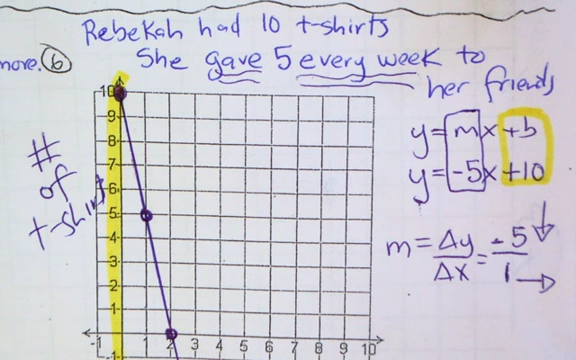 Rebekah had 10 t-shirts
more. 6 She gave 5 every week to
her friends
y = mx + b
y = -5x + 10
m = Δy/Δx = -5/1
# of t-shirts
10
9
8
7
6
5
4
3
2
1
-1 1 2 3 4 5 6 7 8 9 10
-1